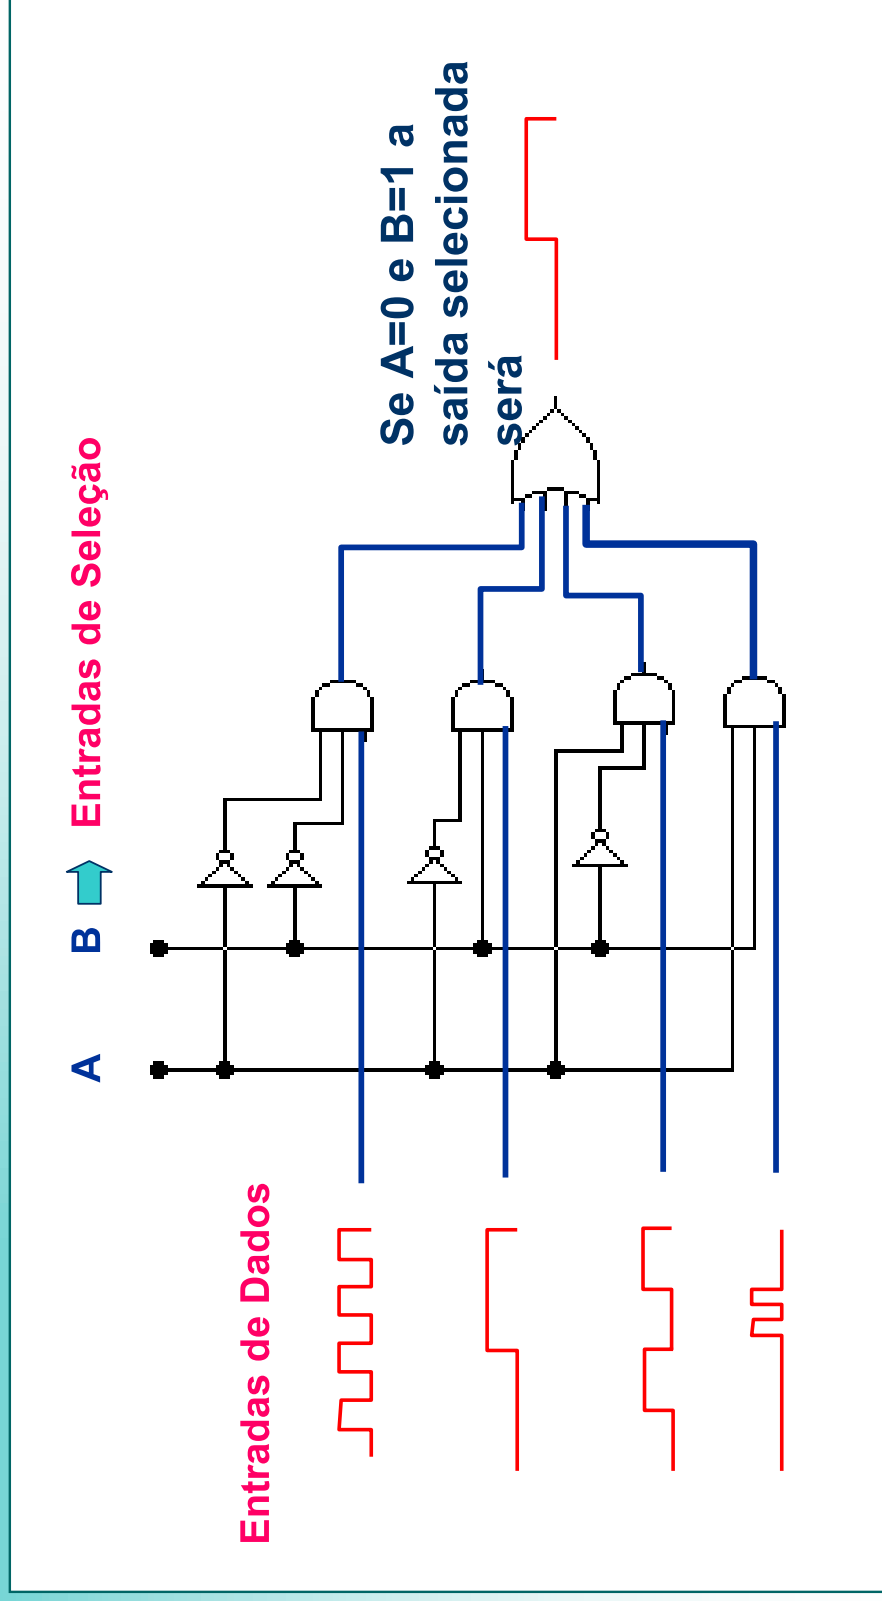 A
B
Entradas de Seleção
Entradas de Dados
Se A=0 e B=1 a
saída selecionada
será